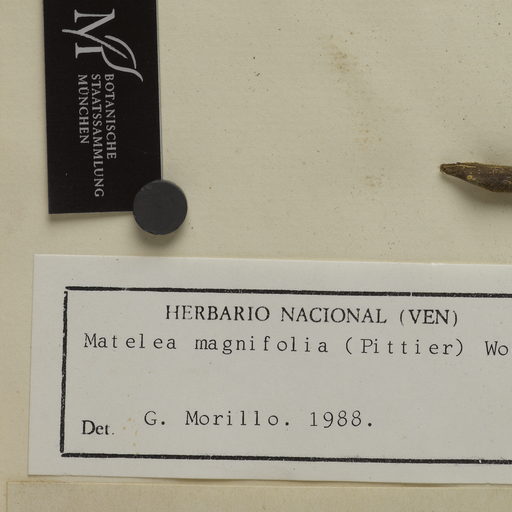 BOTANISCHE
STAATSSAMMLUNG
MÜNCHEN
HERBARIO NACIONAL (VEN)
Matelea magnifolia (Pittier) Wo
Det. G. Morillo. 1988.